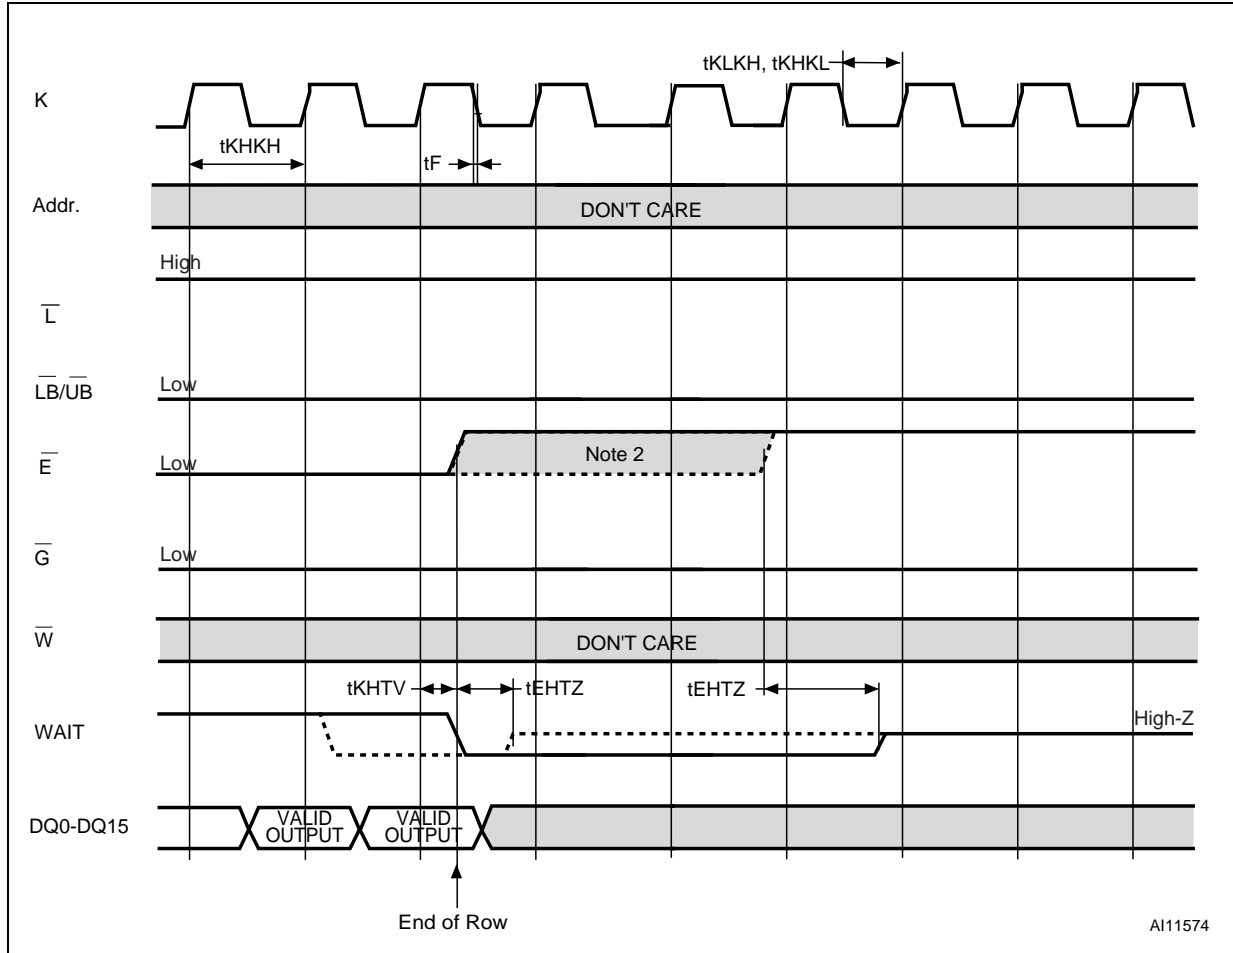 tKLKH, tKHKL
K
tKHKH
tF
Addr.
DON'T CARE
High
L
LB/UB
Low
E
Low
Note 2
G
Low
W
DON'T CARE
tKHTV
tEHTZ
tEHTZ
WAIT
High-Z
DQ0-DQ15
VALID
OUTPUT
VALID
OUTPUT
End of Row
AI11574